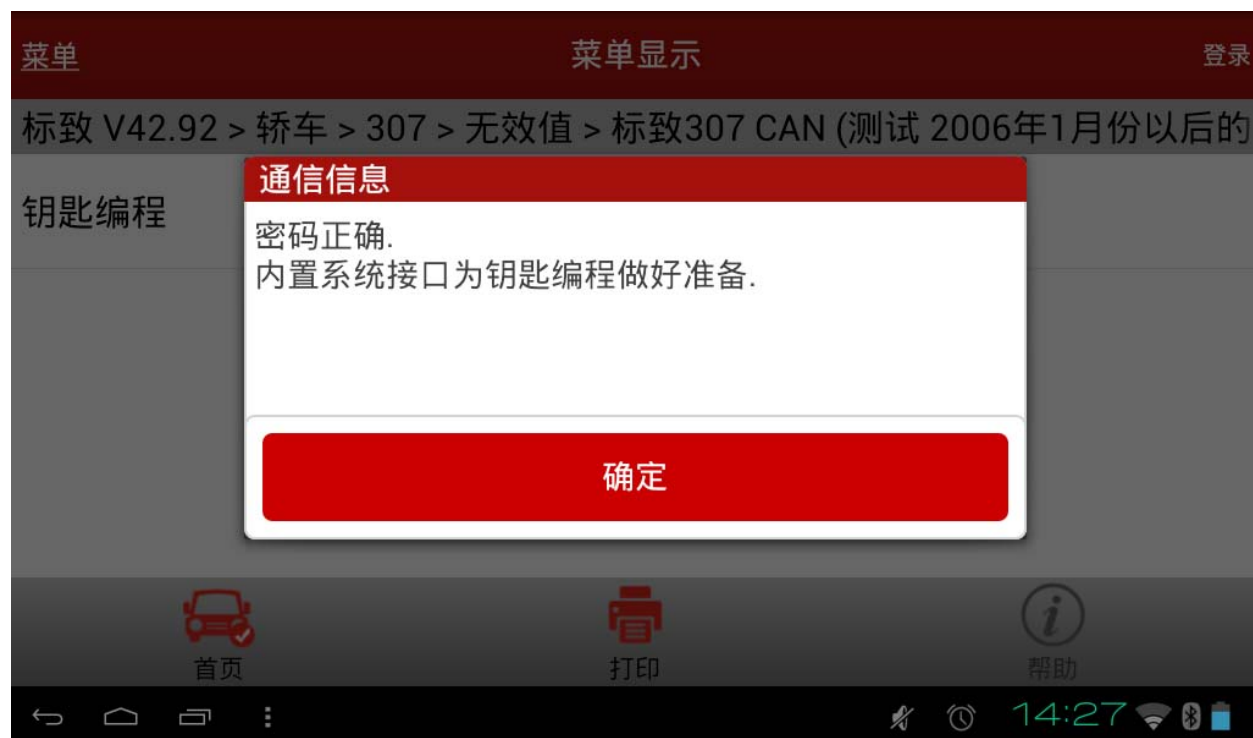 菜单
菜单显示
登录
标致 V42.92 > 轿车 > 307 > 无效值 > 标致307 CAN (测试 2006年1月份以后的
钥匙编程
通信信息
密码正确.
内置系统接口为钥匙编程做好准备.
确定
首页
打印
帮助
14:27